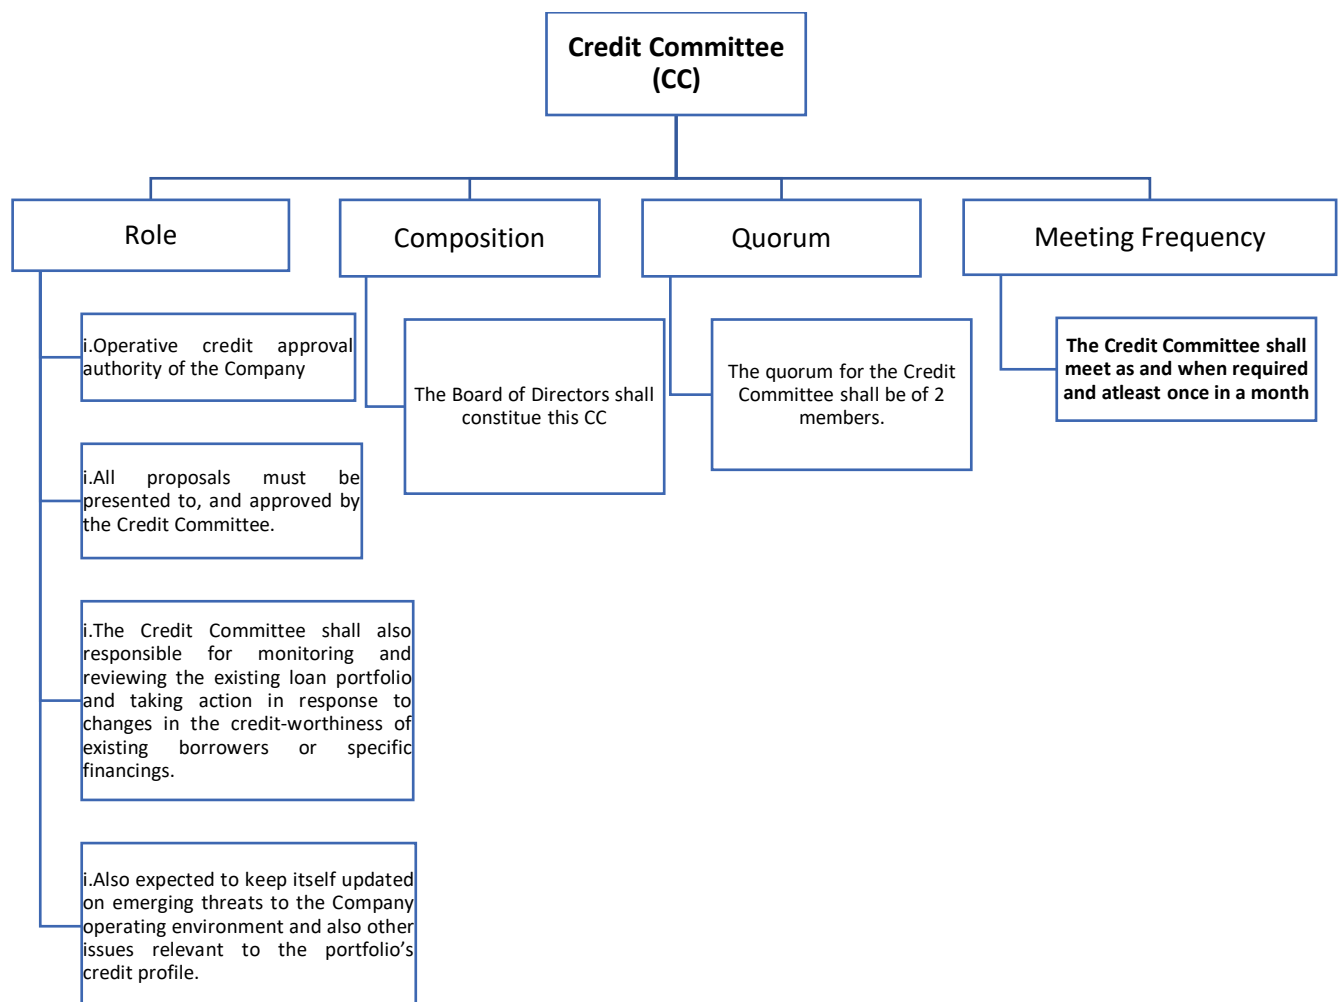 Credit Committee
(CC)
Role
Composition
Quorum
Meeting Frequency
i.Operative credit approval
authority of the Company
i.All proposals must be
presented to, and approved by
the Credit Committee.
i.The Credit Committee shall also
responsible for monitoring and
reviewing the existing loan portfolio
and taking action in response to
changes in the credit-worthiness of
existing borrowers or specific
financings.
i.Also expected to keep itself updated
on emerging threats to the Company
operating environment and also other
issues relevant to the portfolio’s
credit profile.
The Board of Directors shall
constitue this CC
The quorum for the Credit
Committee shall be of 2
members.
The Credit Committee shall
meet as and when required
and atleast once in a month